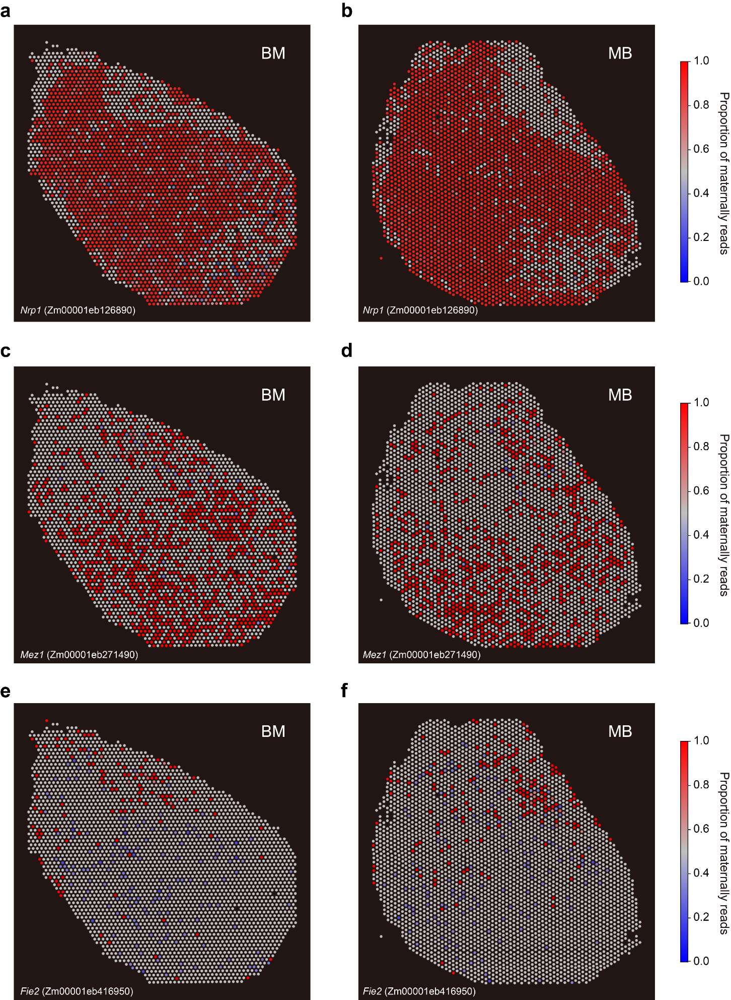 a
b
BM
MB
1.0
0.8
0.6
0.4
0.2
0.0
Proportion of maternally reads
Nrp1 (Zm00001eb126890)
Nrp1 (Zm00001eb126890)
c
d
BM
MB
1.0
0.8
0.6
0.4
0.2
0.0
Proportion of maternally reads
Mez1 (Zm00001eb271490)
Mez1 (Zm00001eb271490)
e
f
BM
MB
1.0
0.8
0.6
0.4
0.2
0.0
Proportion of maternally reads
Fie2 (Zm00001eb416950)
Fie2 (Zm00001eb416950)